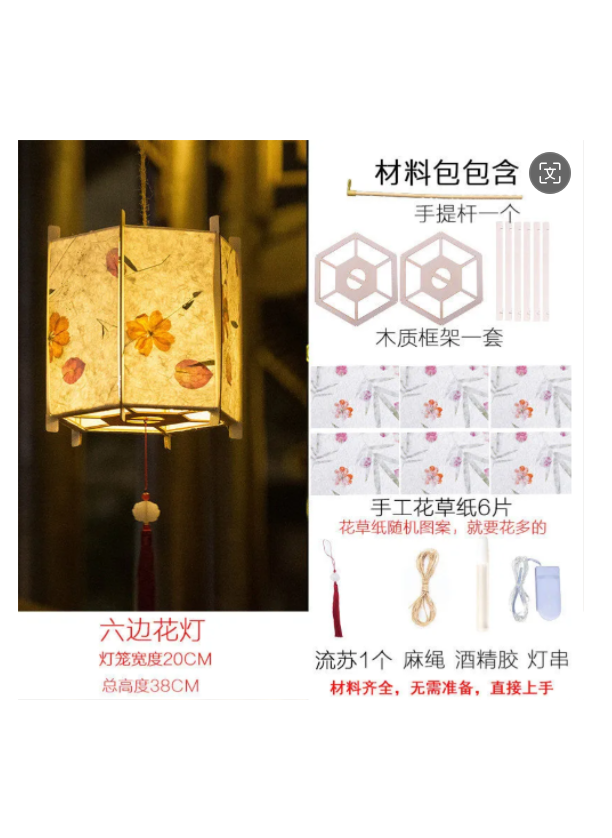 材料包包含
手提杆一个
木质框架一套
手工花草纸6片
花草纸随机图案，就要花多的
流苏1个 麻绳 酒精胶 灯串
材料齐全，无需准备，直接上手
六边花灯
灯笼宽度20CM
总高度38CM
文